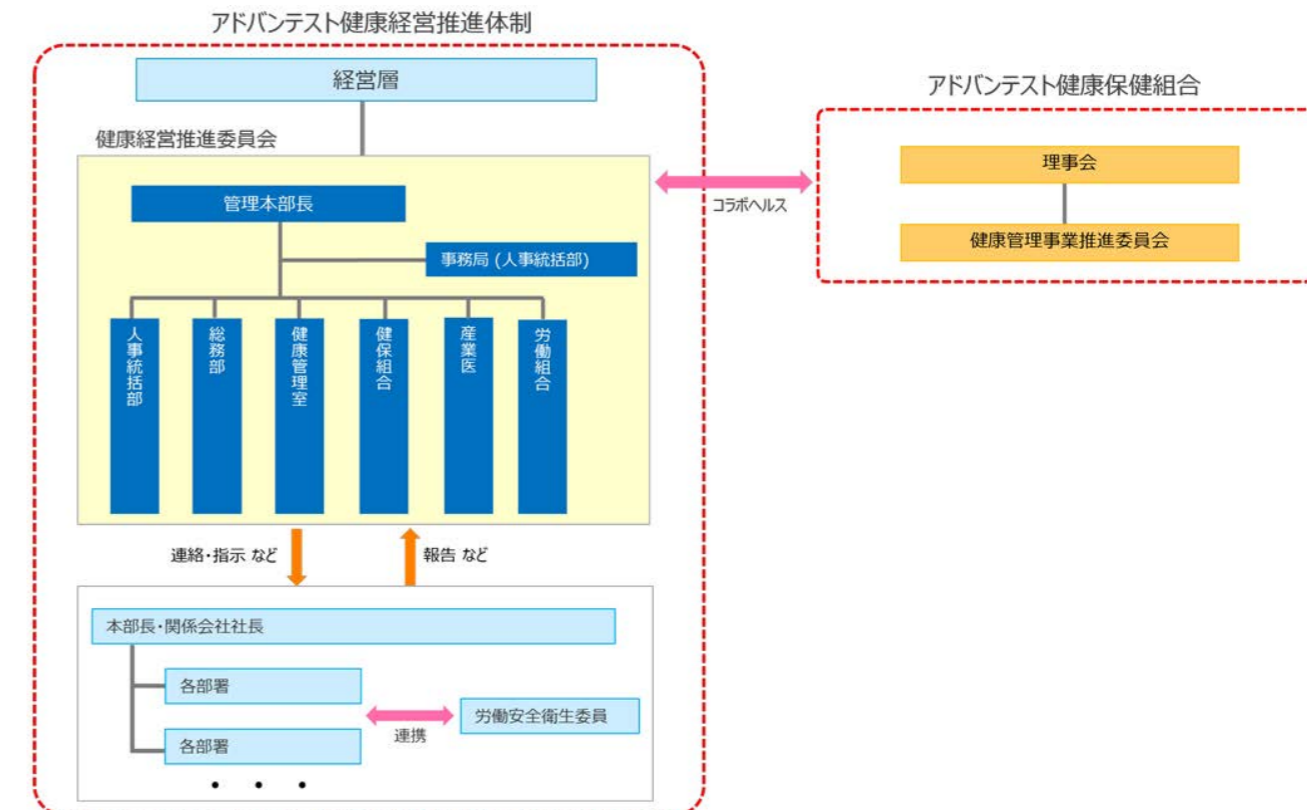 アドバンテスト健康経営推進体制
経営層
健康経営推進委員会
管理本部長
事務局 (人事統括部)
人事統括部
総務部
健康管理室
健保組合
産業医
労働組合
連絡・指示 など
報告 など
本部長・関係会社社長
各部署
各部署
連携
労働安全衛生委員
・ ・ ・
コラボヘルス
アドバンテスト健康保健組合
理事会
健康管理事業推進委員会